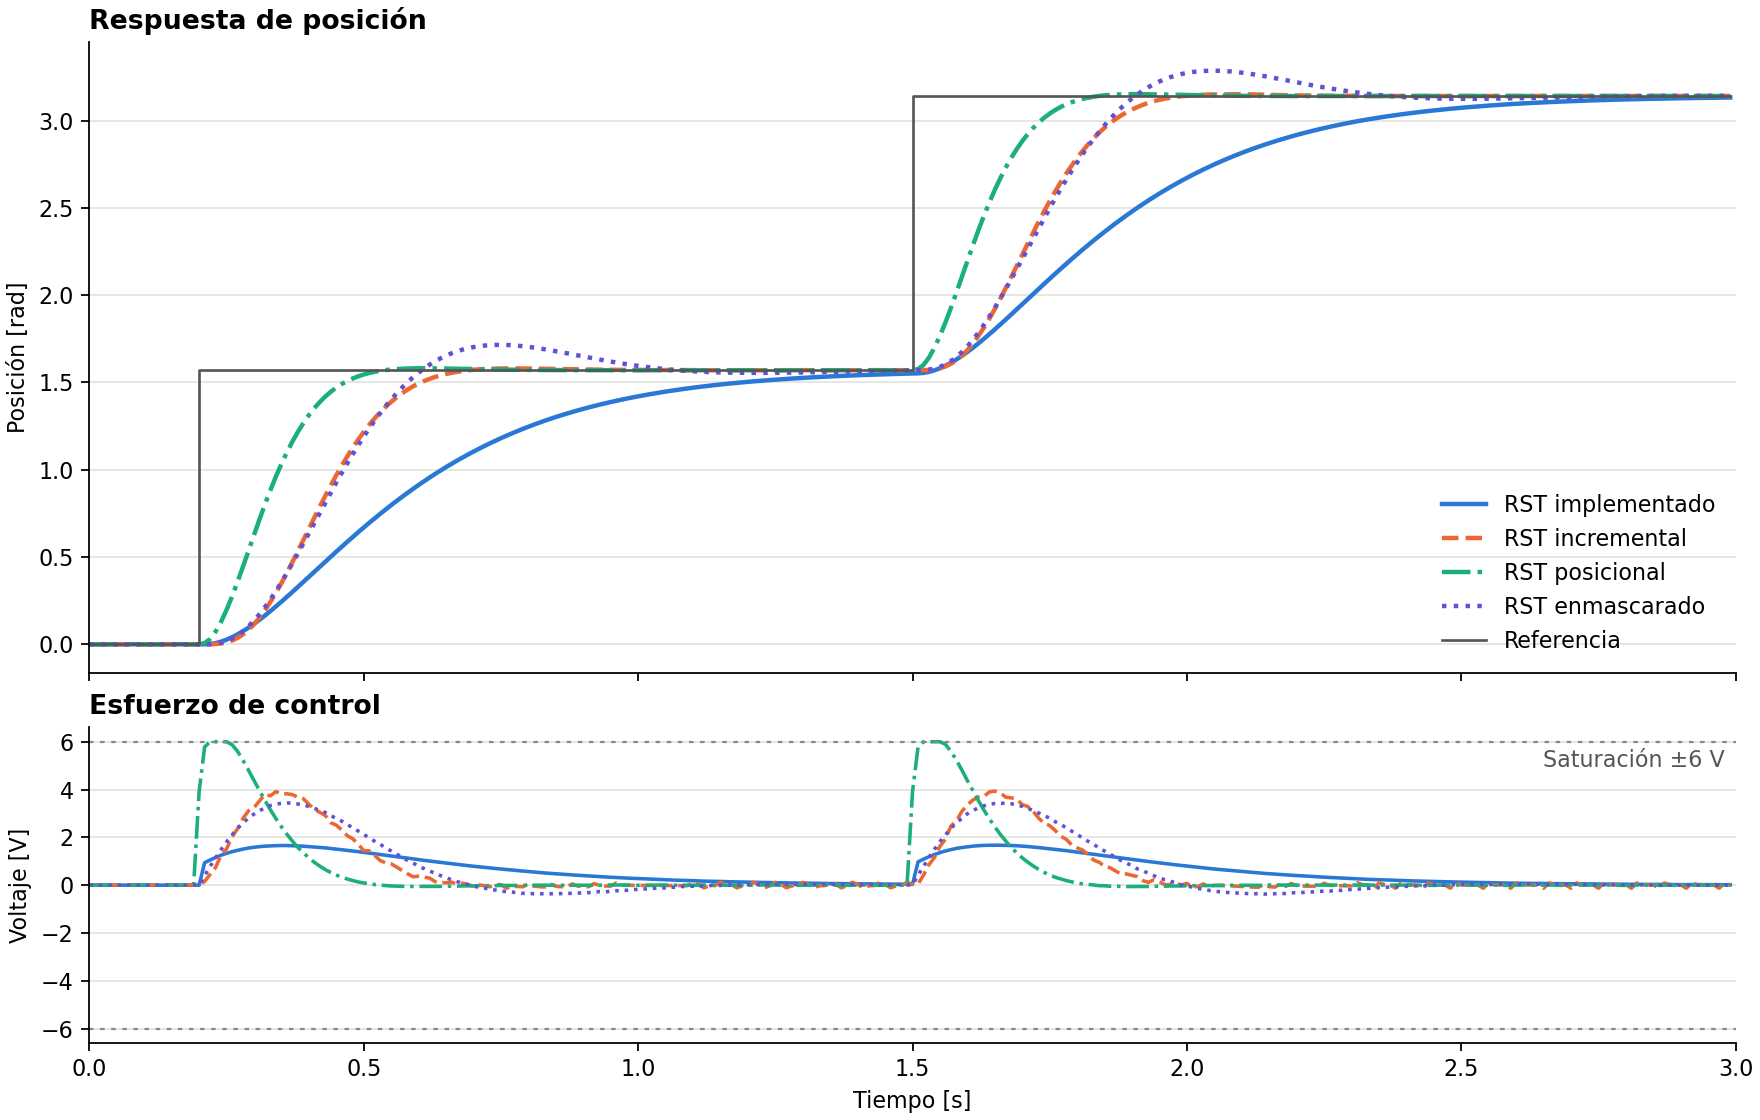 Respuesta de posición
Posición [rad]
3.0
2.5
2.0
1.5
1.0
0.5
0.0
RST implementado
RST incremental
RST posicional
RST enmascarado
Referencia
Esfuerzo de control
Voltaje [V]
6
4
2
0
−2
−4
−6
Saturación ±6 V
0.0 0.5 1.0 1.5 2.0 2.5 3.0
Tiempo [s]